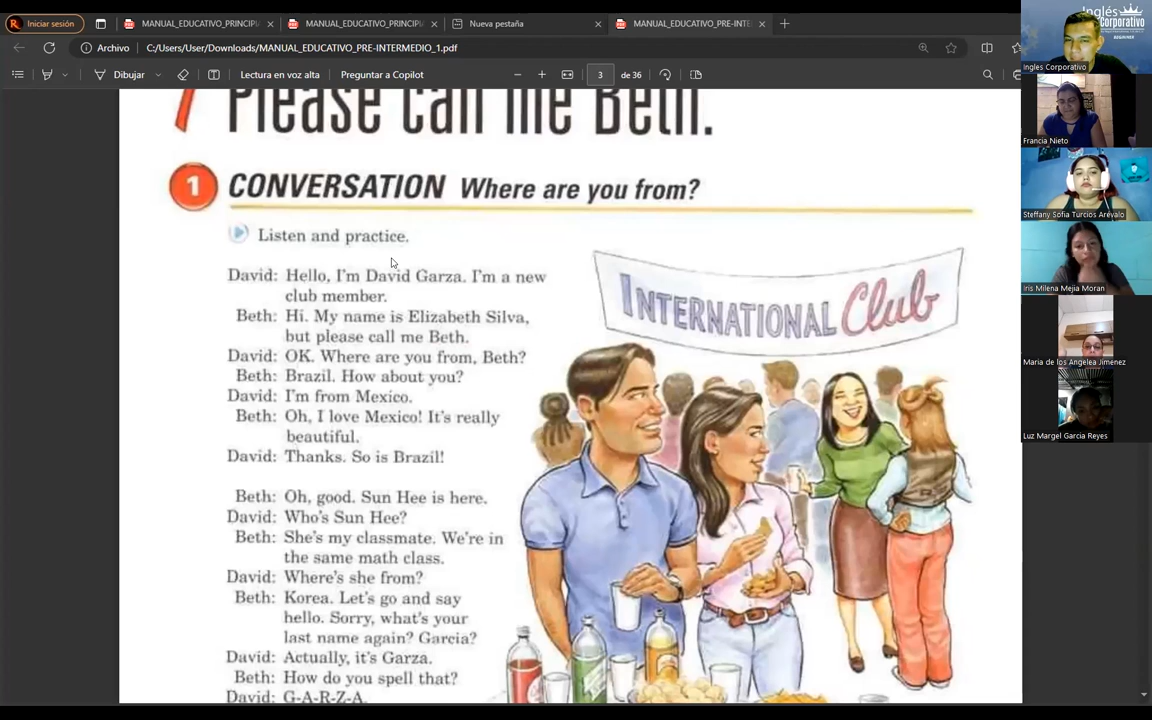 Iniciar sesión
MANUAL_EDUCATIVO_PRINCIPI
MANUAL_EDUCATIVO_PRINCIPI
Nueva pestaña
MANUAL_EDUCATIVO_PRE-INTE
Archivo
C:/Users/User/Downloads/MANUAL_EDUCATIVO_PRE-INTERMEDIO_1.pdf
Dibujar
Lectura en voz alta
Preguntar a Copilot
3 de 36
Please call me Beth.
1 CONVERSATION Where are you from?
Listen and practice.
David: Hello, I'm David Garza. I'm a new
club member.
Beth: Hi. My name is Elizabeth Silva,
but please call me Beth.
David: OK. Where are you from, Beth?
Beth: Brazil. How about you?
David: I'm from Mexico.
Beth: Oh, I love Mexico! It's really
beautiful.
David: Thanks. So is Brazil!
Beth: Oh, good. Sun Hee is here.
David: Who's Sun Hee?
Beth: She's my classmate. We're in
the same math class.
David: Where's she from?
Beth: Korea. Let's go and say
hello. Sorry, what's your
last name again? Garcia?
David: Actually, it's Garza.
Beth: How do you spell that?
David: G-A-R-Z-A.
INTERNATIONAL Club
Inglés
Corporativo
Ingles Corporativo
Francia Nieto
Steffany Sofia Turcios Arévalo
Iris Milena Mejia Moran
Maria de los Angelea Jimenez
Luz Margel Garcia Reyes